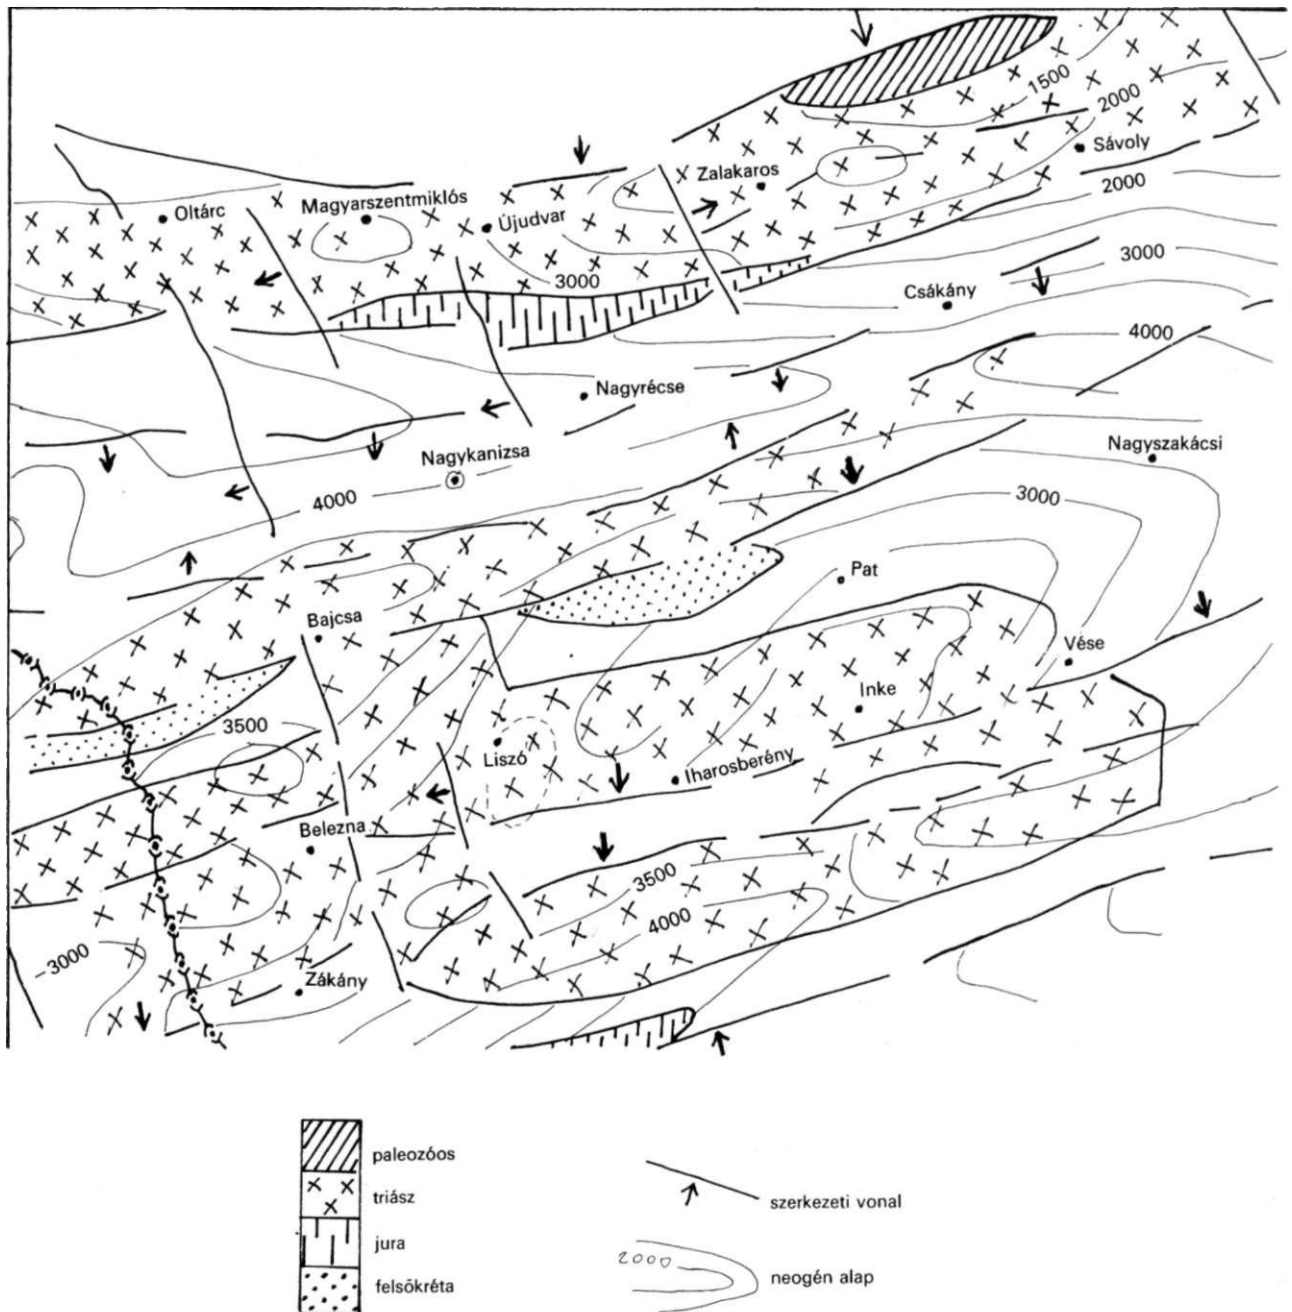 1500
2000
Sávoly
Zalakaros
2000
Oltárc
Magyarszentmiklós
Újudvar
3000
3000
Csákány
4000
Nagyrécse
Nagykanizsa
Nagyszakácsi
4000
3000
Pat
Bajcsa
Vése
Inke
3500
Liszó
Iharosberény
Belezna
3500
4000
3000
Zákány
paleozóos
triász
jura
felsőkréta
szerkezeti vonal
2000
neogén alap